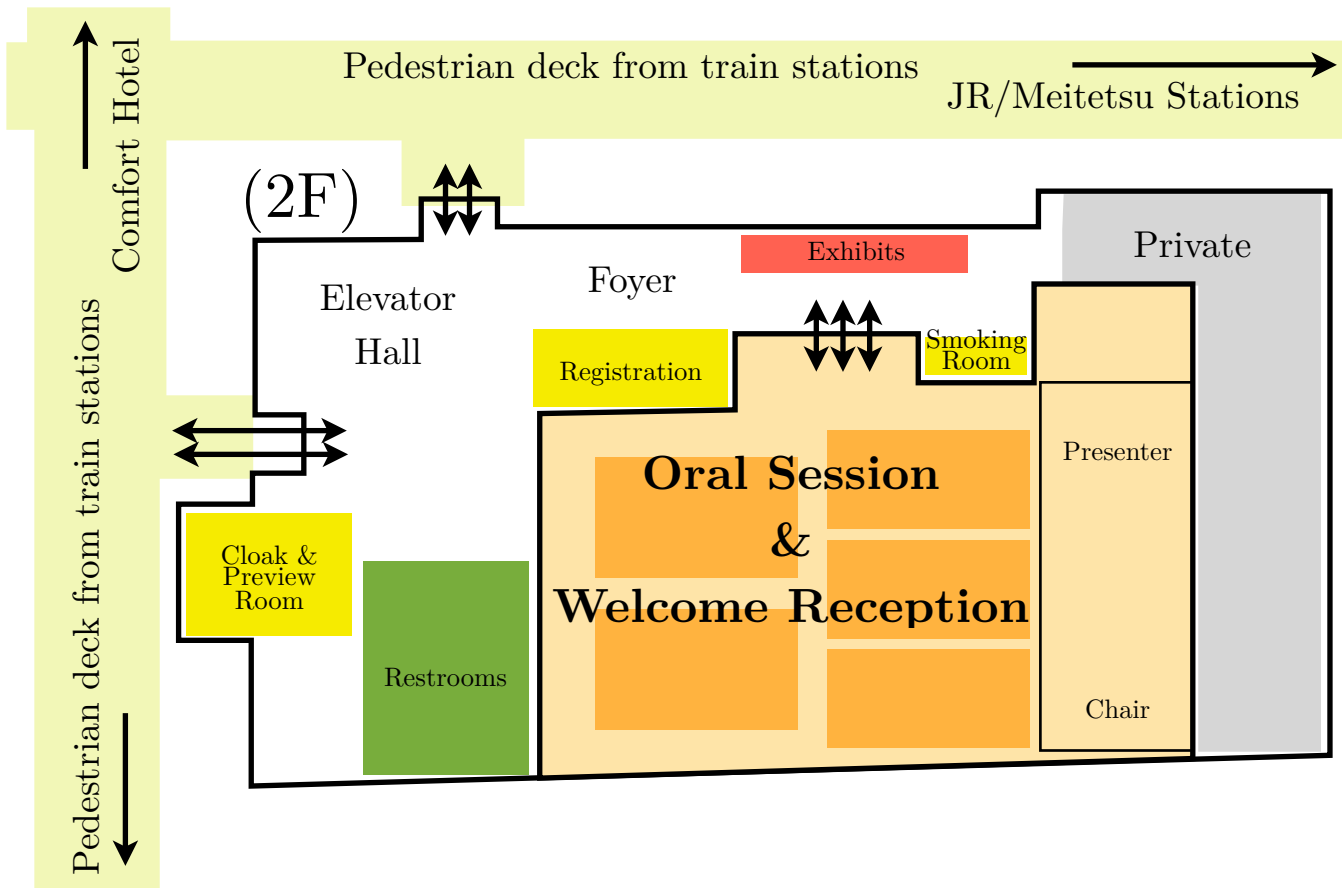 Pedestrian deck from train stations
JR/Meitetsu Stations
Comfort Hotel
Pedestrian deck from train stations
(2F)
Elevator
Hall
Foyer
Exhibits
Private
Registration
Smoking
Room
Presenter
Oral Session
&
Welcome Reception
Cloak &
Preview
Room
Restrooms
Chair